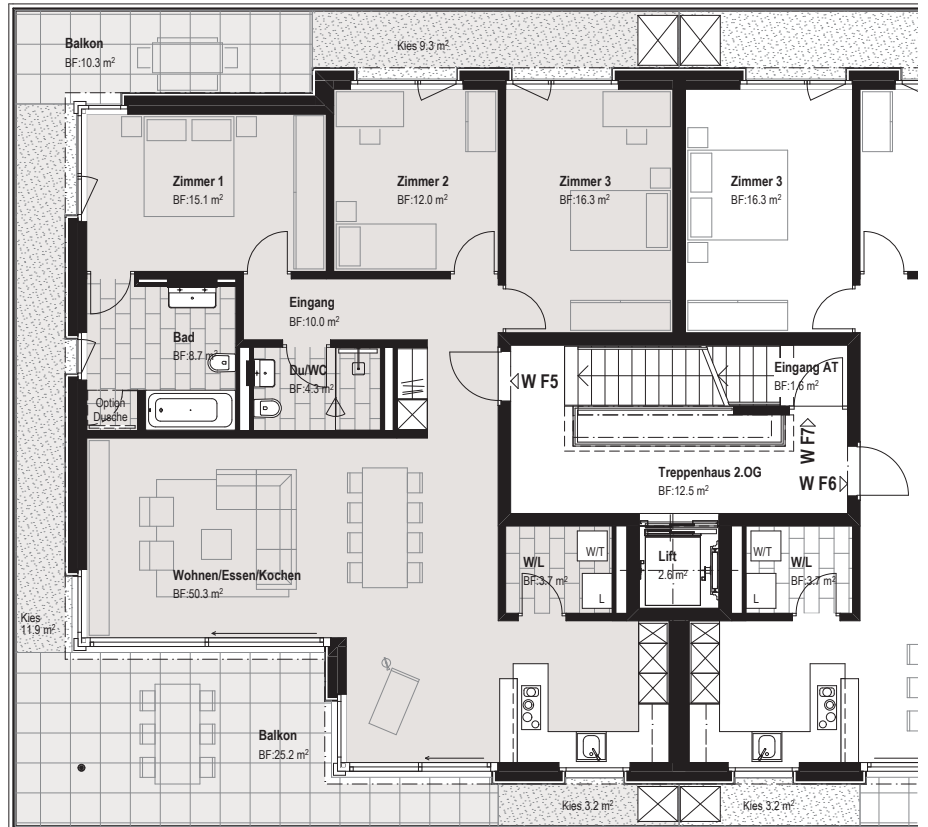 Balkon
BF:10.3 m²
Kies 9.3 m²
Zimmer 1
BF:15.1 m²
Zimmer 2
BF:12.0 m²
Zimmer 3
BF:16.3 m²
Zimmer 3
BF:16.3 m²
Eingang
BF:10.0 m²
Bad
BF:8.7 m²
Du/WC
BF:4.3 m²
Option
Dusche
W F5
Eingang AT
BF:1.6 m²
W F7
W F6
Treppenhaus 2.OG
BF:12.5 m²
W/L
BF:3.7 m²
W/T
L
Lift
2.6 m²
W/T
L
W/L
BF:3.7 m²
Wohnen/Essen/Kochen
BF:50.3 m²
Kies
11.9 m²
Balkon
BF:25.2 m²
Kies 3.2 m²
Kies 3.2 m²